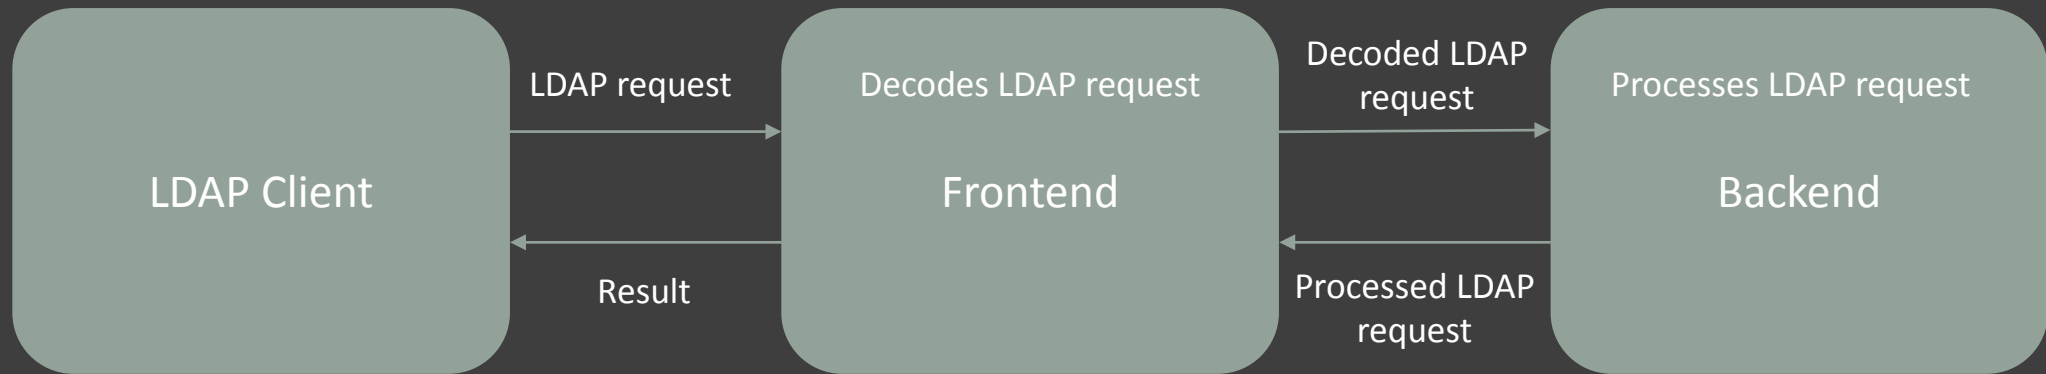 LDAP Client
LDAP request
Result
Decodes LDAP request
Frontend
Decoded LDAP
request
Processed LDAP
request
Processes LDAP request
Backend